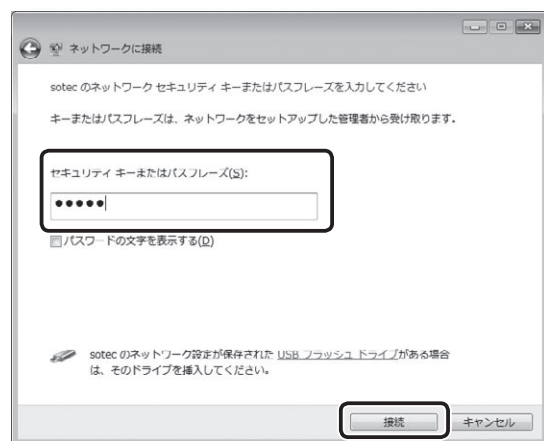 ネットワークに接続
sotec のネットワーク セキュリティ キーまたはパスフレーズを入力してください
キーまたはパスフレーズは、ネットワークをセットアップした管理者から受け取ります。
セキュリティ キーまたはパスフレーズ(S):
●●●●●
パスワードの文字を表示する(D)
sotec のネットワーク設定が保存された USB フラッシュ ドライブがある場合
は、そのドライブを挿入してください。
接続 キャンセル